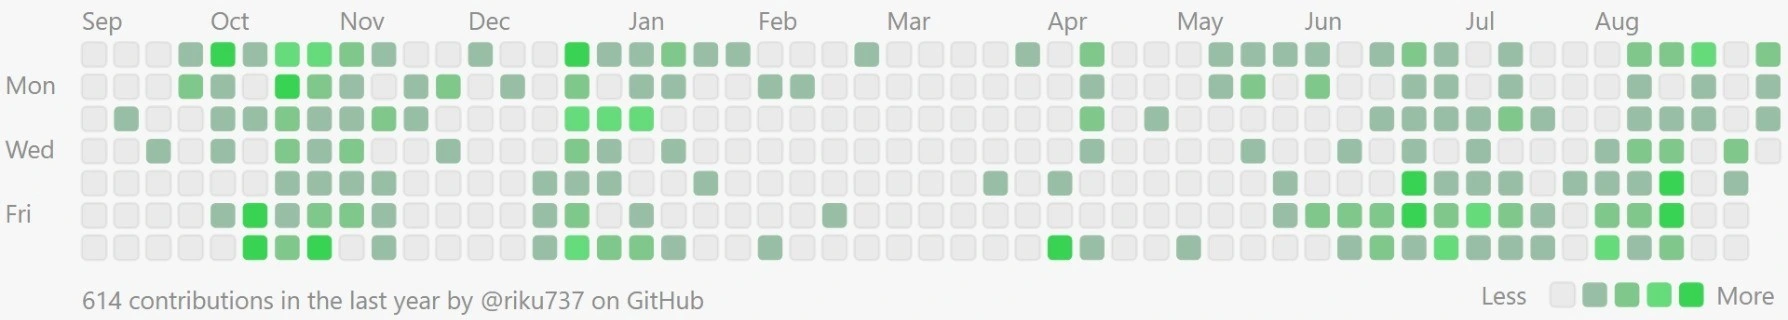 Sep Oct Nov Dec Jan Feb Mar Apr May Jun Jul Aug
Mon
Wed
Fri
614 contributions in the last year by @riku737 on GitHub
Less More